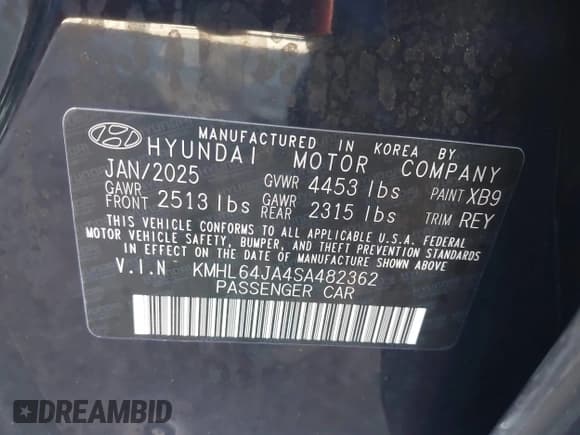 MANUFACTURED IN KOREA BY
HYUNDAI MOTOR COMPANY
JAN/2025 GVWR 4453 lbs PAINT XB9
GAWR FRONT 2513 lbs GAWR REAR 2315 lbs TRIM REY
THIS VEHICLE CONFORMS TO ALL APPLICABLE U.S.A. FEDERAL
MOTOR VEHICLE SAFETY, BUMPER, AND THEFT PREVENTION STANDARDS
IN EFFECT ON THE DATE OF MANUFACTURE SHOWN ABOVE
V.I.N KMHL64JA4SA482362
PASSENGER CAR
DREAMBID